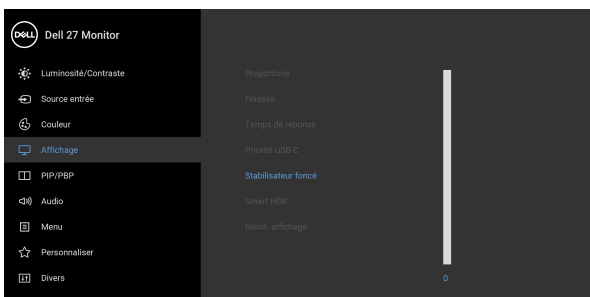 DELL Dell 27 Monitor
Luminosité/Contraste
Source entrée
Couleur
Affichage
PIP/PBP
Audio
Menu
Personnaliser
Divers
Proportions
Finesse
Temps de réponse
Priorité USB-C
Stabilisateur foncé
Smart HDR
Réinit. affichage
0